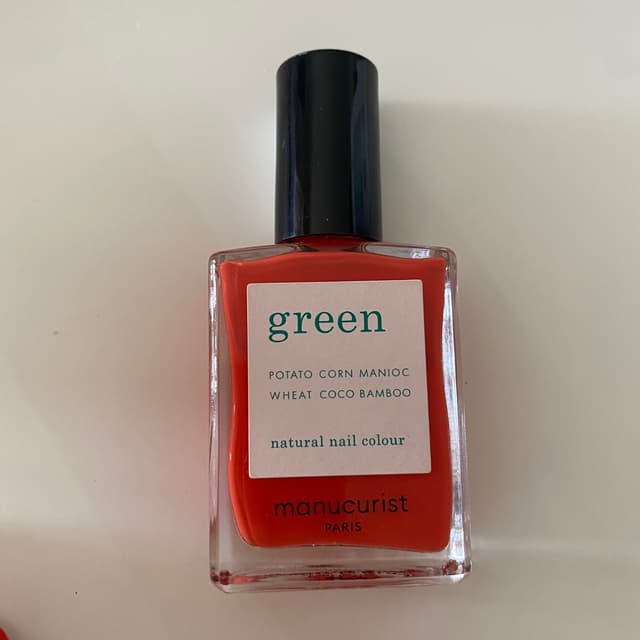 green
POTATO CORN MANIOC
WHEAT COCO BAMBOO
natural nail colour
manucurist
PARIS